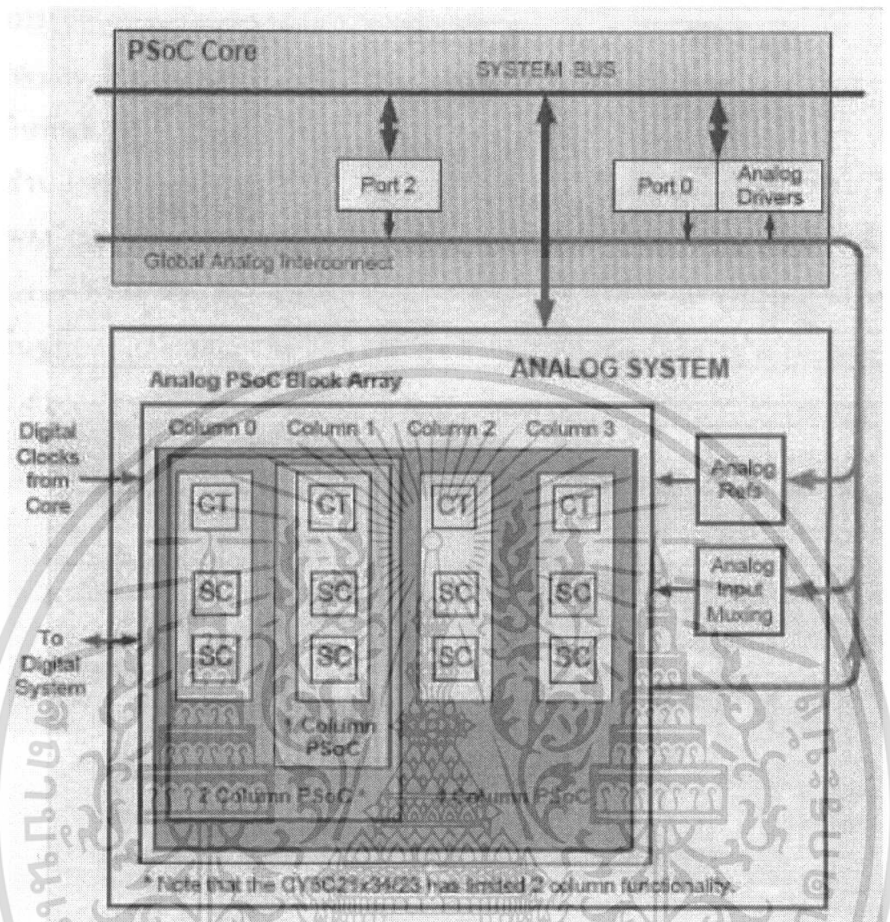 PSoC Core
SYSTEM BUS
Port 2
Port 0
Analog
Drivers
Global Analog Interconnect
ANALOG SYSTEM
Analog PSoC Block Array
Digital
Clocks
from
Core
Column 0
Column 1
Column 2
Column 3
Analog
Refs
CT
CT
CT
CT
Analog
Input
Muxing
SC
SC
SC
SC
To
Digital
System
SC
SC
SC
SC
1 Column
PSoC
2 Column PSoC *
4 Column PSoC
* Note that the CY8C21x34/23 has limited 2 column functionality.